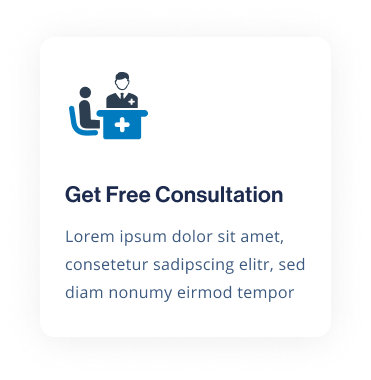 Get Free Consultation
Lorem ipsum dolor sit amet,
consetetur sadipscing elitr, sed
diam nonumy eirmod tempor